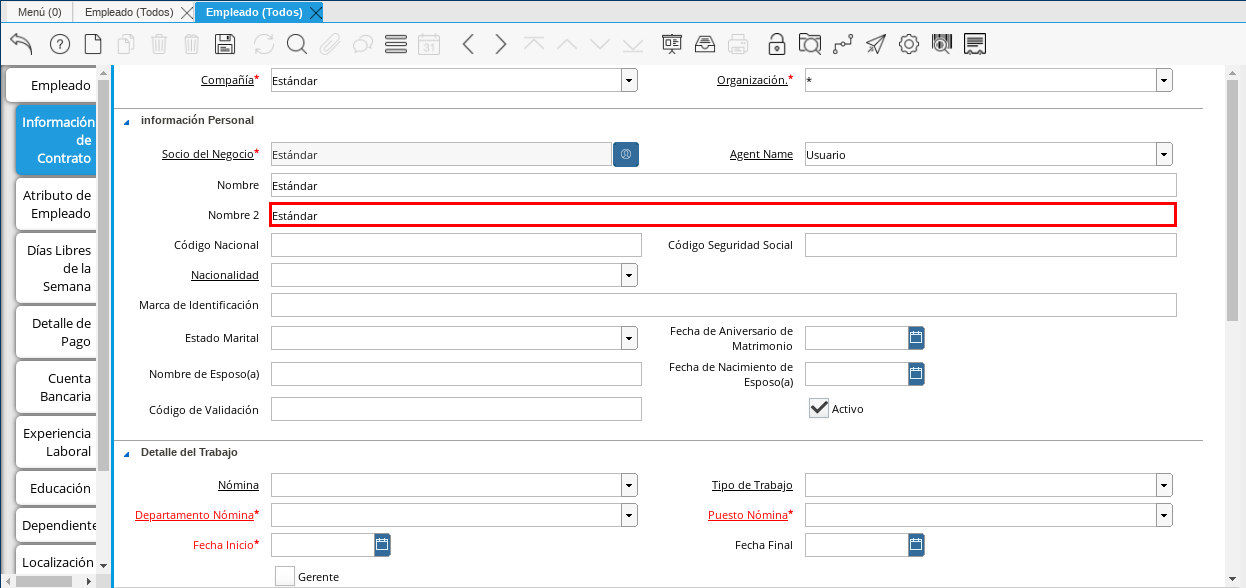 Menú (0) Empleado (Todos) Empleado (Todos)
31
Empleado
Información de Contrato
Atributo de Empleado
Días Libres de la Semana
Detalle de Pago
Cuenta Bancaria
Experiencia Laboral
Educación
Dependiente
Localización
Compañía* Estándar Organización.* *
información Personal
Socio del Negocio* Estándar Agent Name Usuario
Nombre Estándar
Nombre 2 Estándar
Código Nacional Código Seguridad Social
Nacionalidad
Marca de Identificación
Estado Marital Fecha de Aniversario de Matrimonio
Nombre de Esposo(a) Fecha de Nacimiento de Esposo(a)
Código de Validación Activo
Detalle del Trabajo
Nómina Tipo de Trabajo
Departamento Nómina* Puesto Nómina*
Fecha Inicio* Fecha Final
Gerente